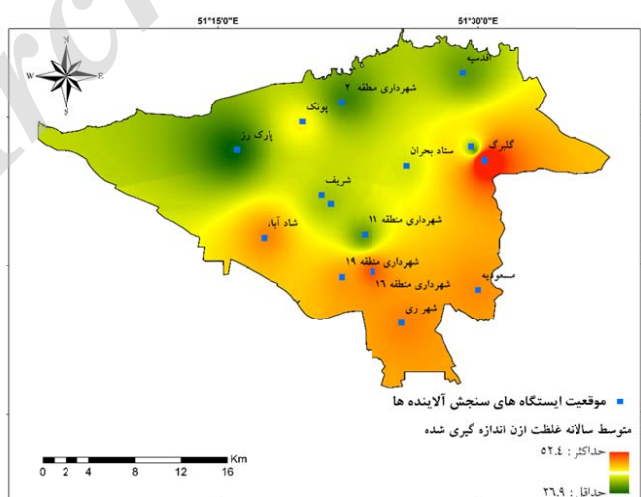 51°15'0"E 51°30'0"E
N
W E
S
اقدسیه
شهرداری منطقه ۲
پونک
پارک رز
ستاد بحران
گلبرگ
شریف
شهرداری منطقه ۱۱
شاد آباد
شهرداری منطقه ۱۹
شهرداری منطقه ۱۶
مسعودیه
شهر ری
موقعیت ایستگاه های سنجش آلاینده ها
متوسط سالانه غلظت ازن اندازه گیری شده
حداکثر : ۵۲.۴
حداقل : ۲۶.۹
Km
0 2 4 8 12 16